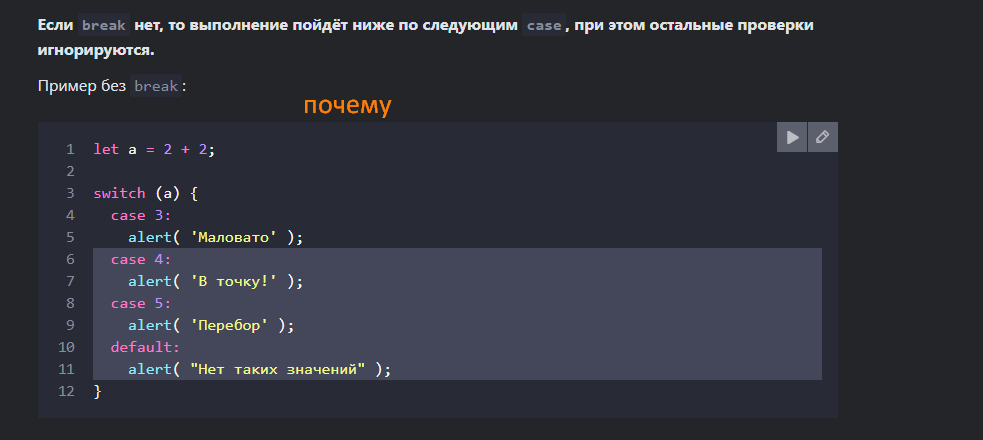 Если break нет, то выполнение пойдёт ниже по следующим case, при этом остальные проверки
игнорируются.
Пример без break:
почему
1 let a = 2 + 2;
2
3 switch (a) {
4 case 3:
5 alert( 'Маловато' );
6 case 4:
7 alert( 'В точку!' );
8 case 5:
9 alert( 'Перебор' );
10 default:
11 alert( "Нет таких значений" );
12 }